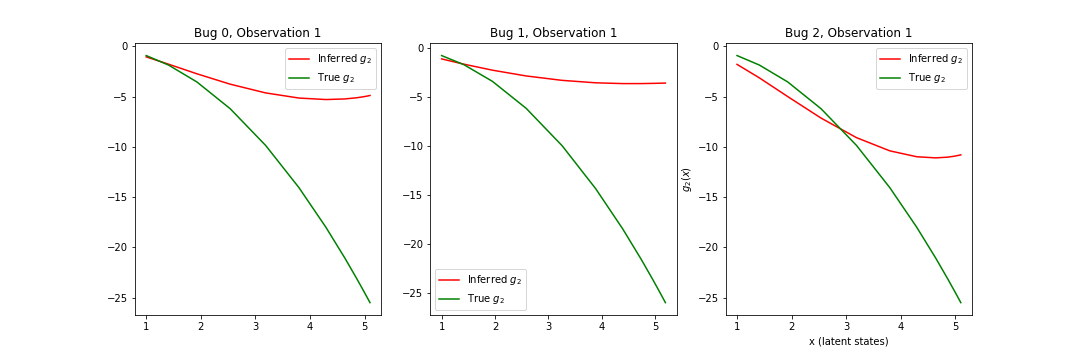 Bug 0, Observation 1
Inferred g₂
True g₂
0
−5
−10
−15
−20
−25
1 2 3 4 5
Bug 1, Observation 1
0
−5
−10
−15
−20
−25
Inferred g₂
True g₂
1 2 3 4 5
Bug 2, Observation 1
Inferred g₂
True g₂
g₂(x)
0
−5
−10
−15
−20
−25
1 2 3 4 5
x (latent states)